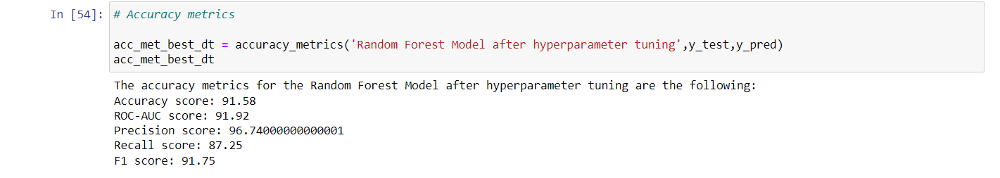 In [54]: # Accuracy metrics
acc_met_best_dt = accuracy_metrics('Random Forest Model after hyperparameter tuning',y_test,y_pred)
acc_met_best_dt
The accuracy metrics for the Random Forest Model after hyperparameter tuning are the following:
Accuracy score: 91.58
ROC-AUC score: 91.92
Precision score: 96.74000000000001
Recall score: 87.25
F1 score: 91.75